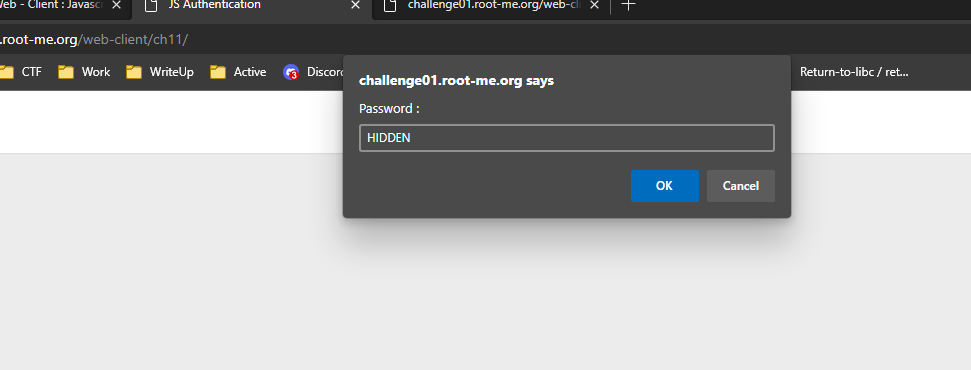 Web - Client : Javasc JS Authentication challenge01.root-me.org/web-cl
.root-me.org/web-client/ch11/
CTF Work WriteUp Active Discord 3 Return-to-libc / ret...
challenge01.root-me.org says
Password :
HIDDEN
OK Cancel